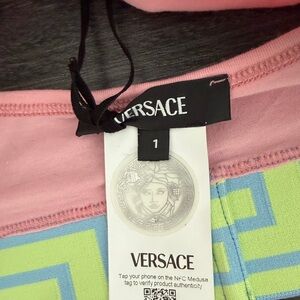 VERSACE
1
VERSACE
Tap your phone on the NFC Medusa
tag to verify product authenticity